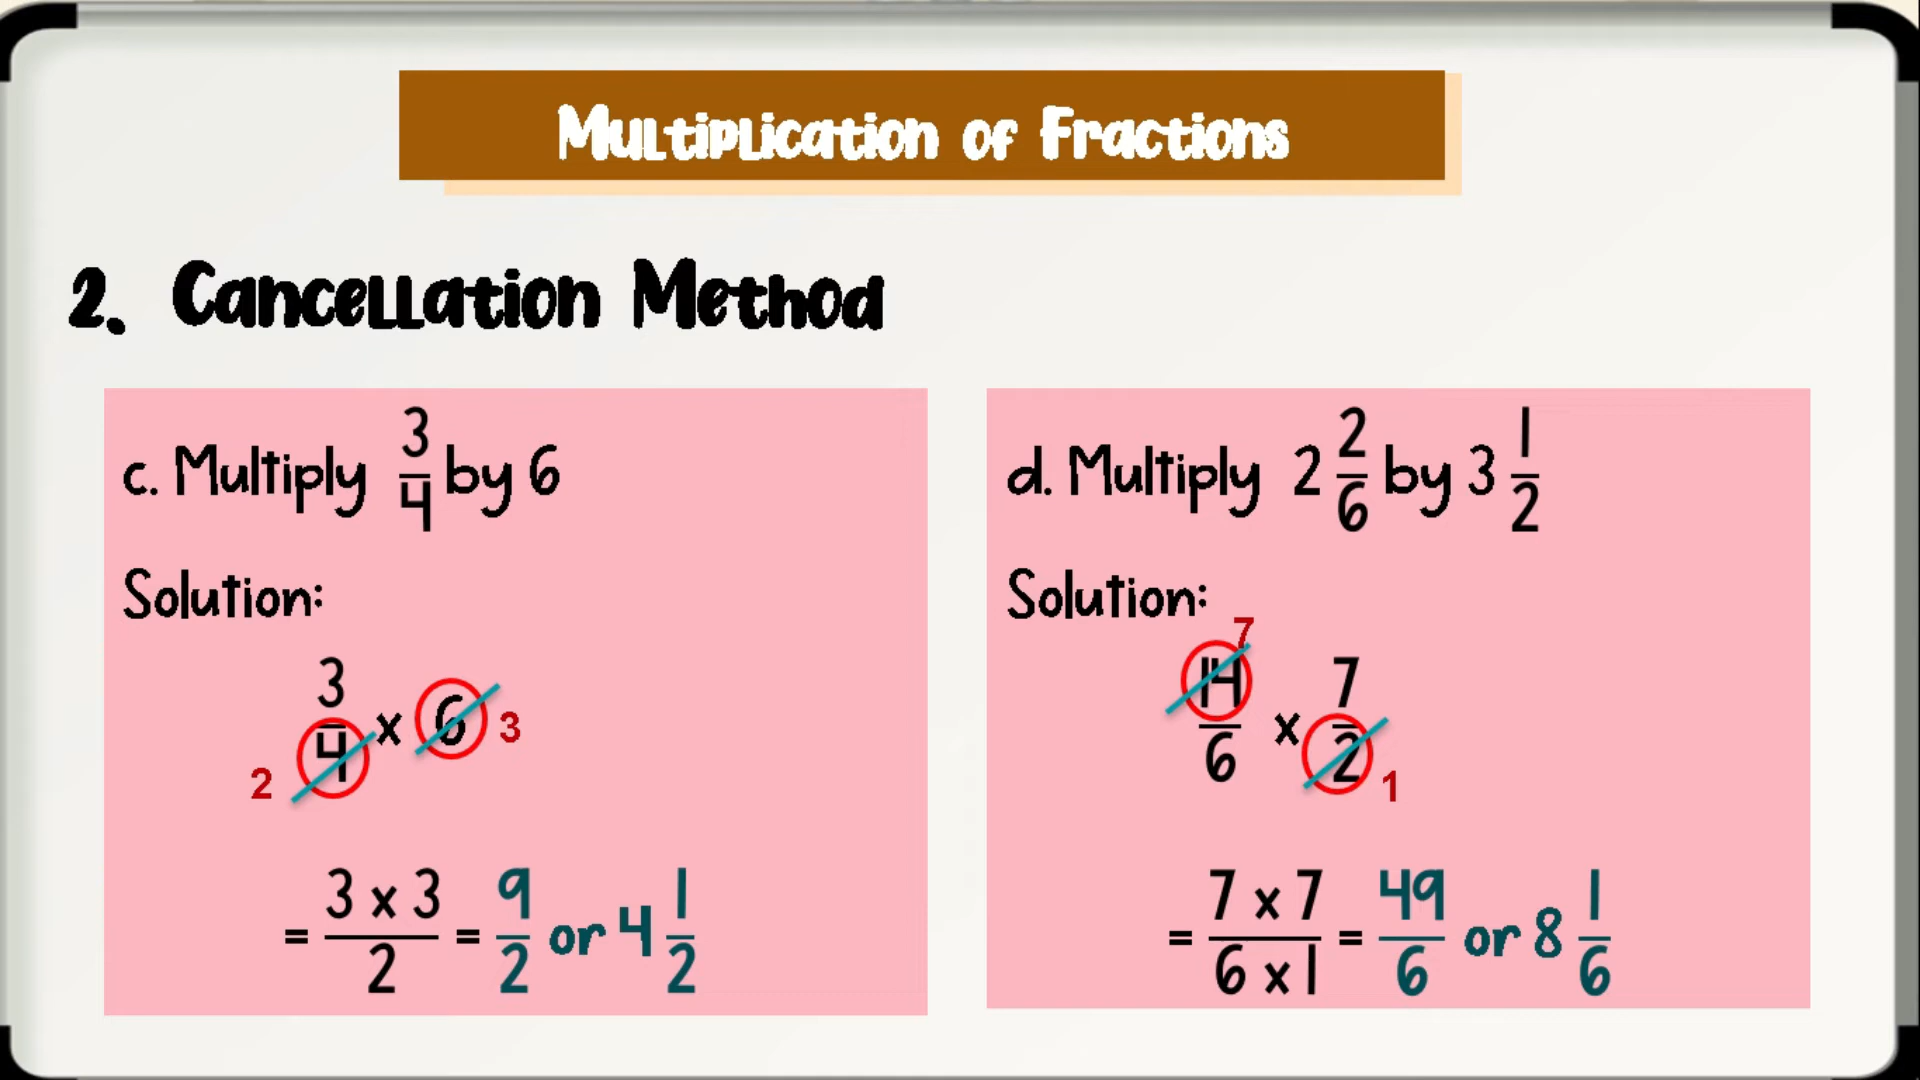 Multiplication of Fractions
2. Cancellation Method
c. Multiply 3/4 by 6
Solution:
3/4 x 6
2 3
= 3 x 3/2 = 9/2 or 4 1/2
d. Multiply 2 2/6 by 3 1/2
Solution:
7
14/6 x 7/2
1
= 7 x 7/6 x 1 = 49/6 or 8 1/6